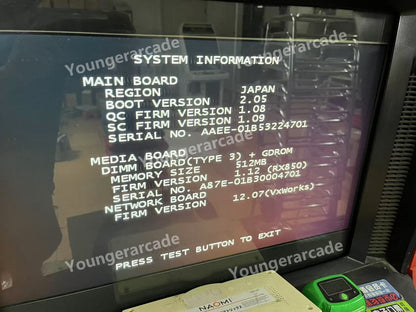 Youngerarcade
Youngerarcade
SYSTEM INFORMATION
MAIN BOARD
REGION JAPAN
BOOT VERSION 2.05
QC FIRM VERSION 1.08
SC FIRM VERSION 1.09
SERIAL NO. AAEE-01B53224701
Youngerarcade
MEDIA BOARD
DIMM BOARD(TYPE 3) + GDROM
MEMORY SIZE 512MB
FIRM VERSION 1.12 (RX850)
SERIAL NO. A87E-01830004701
NETWORK BOARD
FIRM VERSION 12.07(VxWorks)
Youngerarcade
PRESS TEST BUTTON TO EXIT
Youngerarcade
NAOMI